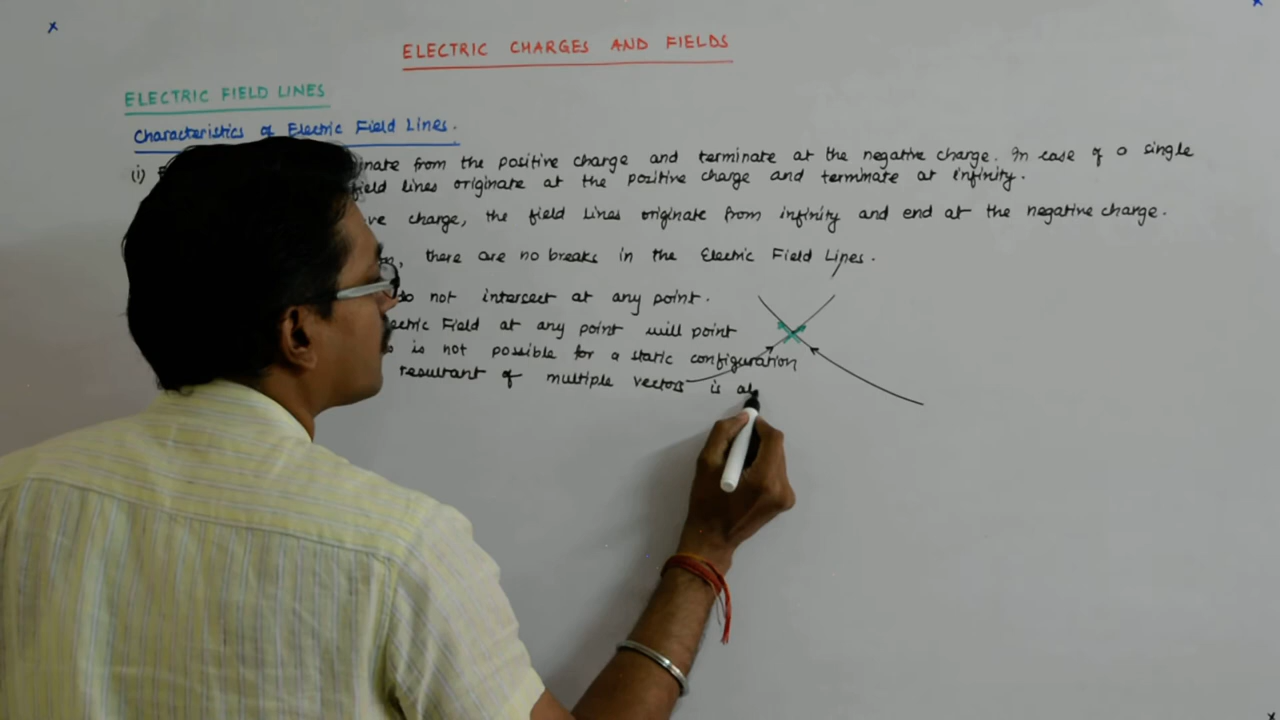 ELECTRIC CHARGES AND FIELDS
ELECTRIC FIELD LINES
Characteristics of Electric Field Lines.
(i) from the positive charge and terminate at the negative charge. In case of a single
field lines originate at the positive charge and terminate at infinity.
ve charge, the field lines originate from infinity and end at the negative charge.
there are no breaks in the Electric Field Lines.
do not intersect at any point.
Field at any point will point
is not possible for a static configuration
resultant of multiple vectors is